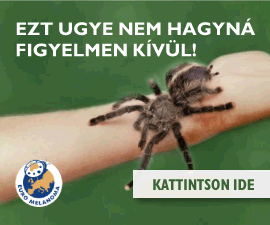 EZT UGYE NEM HAGYNÁ
FIGYELMEN KÍVÜL!
EURO MELANOMA
KATTINTSON IDE